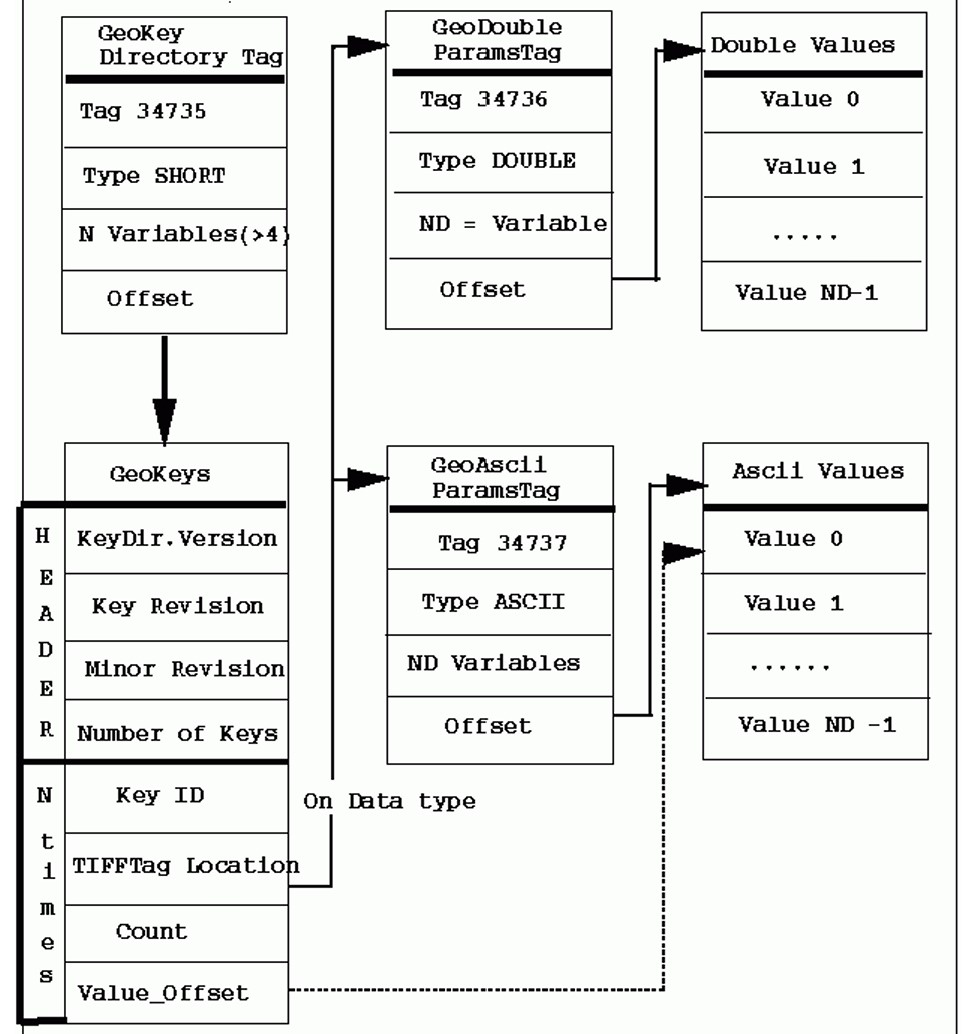 GeoKey
Directory Tag
Tag 34735
Type SHORT
N Variables(>4)
Offset
GeoDouble
ParamsTag
Tag 34736
Type DOUBLE
ND = Variable
Offset
Double Values
Value 0
Value 1
.....
Value ND-1
GeoKeys
HEADER
KeyDir.Version
Key Revision
Minor Revision
Number of Keys
N times
Key ID
TIFFTag Location
Count
Value_Offset
On Data type
GeoAscii
ParamsTag
Tag 34737
Type ASCII
ND Variables
Offset
Ascii Values
Value 0
Value 1
......
Value ND -1